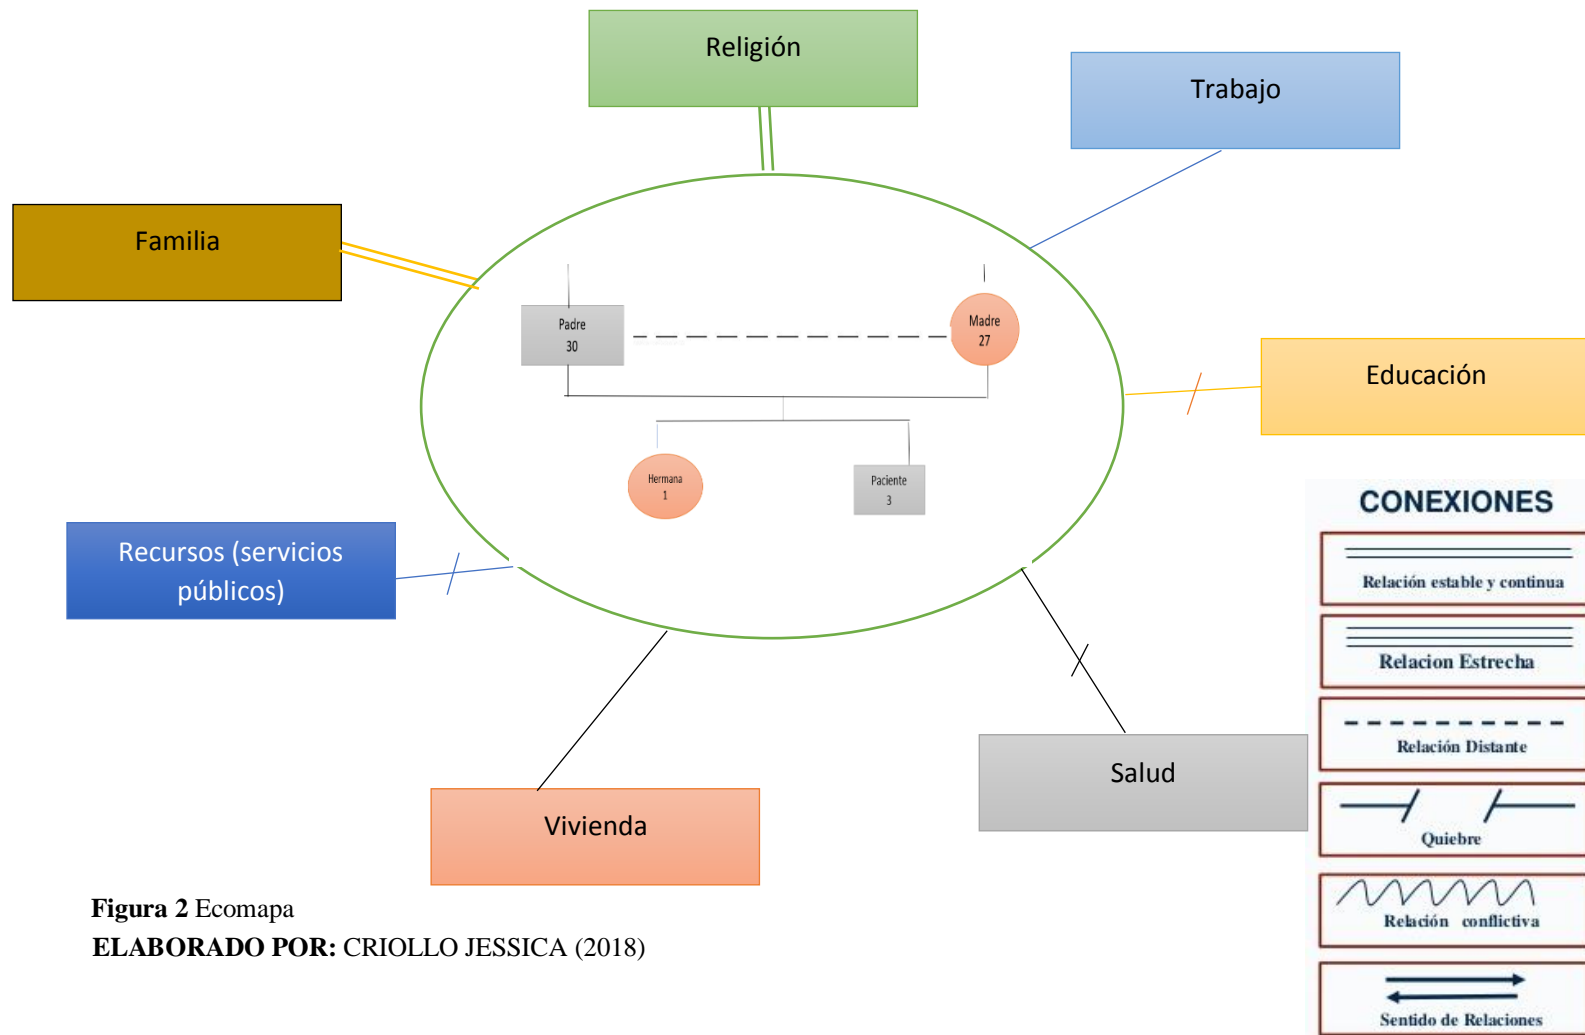 Religión
Trabajo
Familia
Padre
30
Madre
27
Educación
Hermana
1
Paciente
3
Recursos (servicios
públicos)
Salud
Vivienda
CONEXIONES
Relación estable y continua
Relacion Estrecha
Relación Distante
Quiebre
Relación conflictiva
Sentido de Relaciones
Figura 2 Ecomapa
ELABORADO POR: CRIOLLO JESSICA (2018)